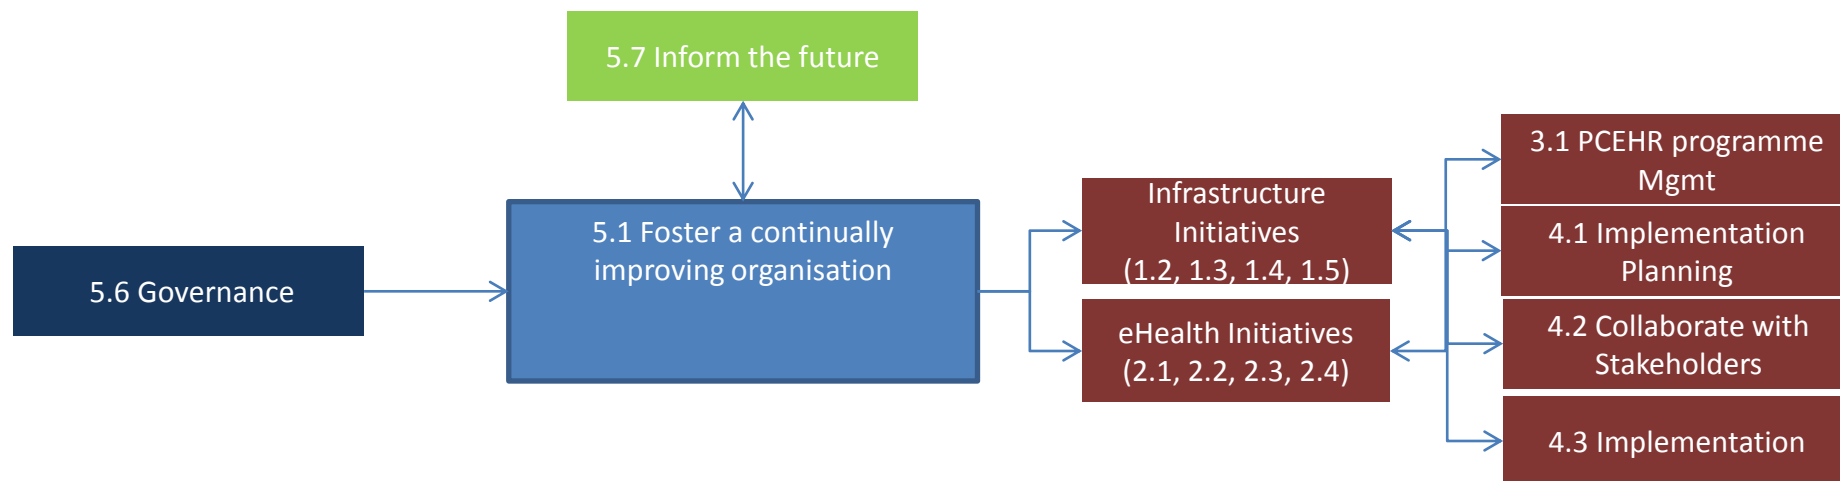 5.7 Inform the future
5.6 Governance
5.1 Foster a continually
improving organisation
Infrastructure
Initiatives
(1.2, 1.3, 1.4, 1.5)
eHealth Initiatives
(2.1, 2.2, 2.3, 2.4)
3.1 PCEHR programme
Mgmt
4.1 Implementation
Planning
4.2 Collaborate with
Stakeholders
4.3 Implementation